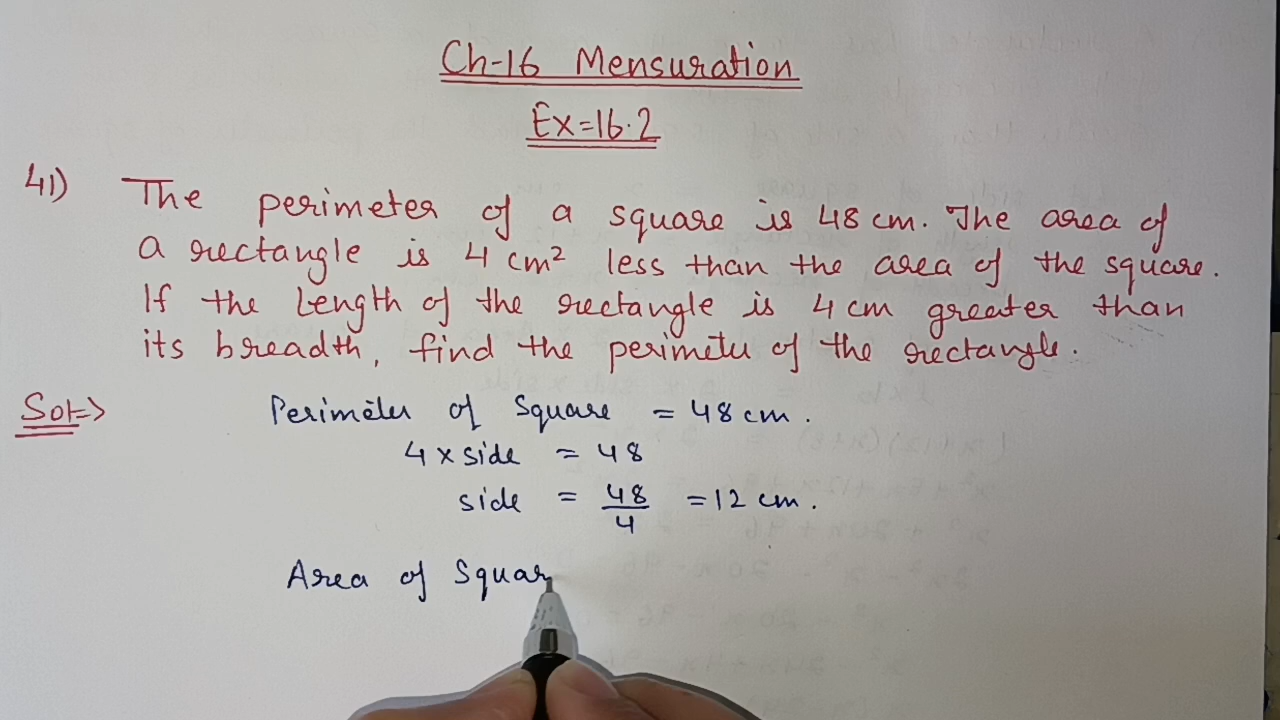 Ch-16 Mensuration
Ex=16.2
41) The perimeter of a square is 48 cm. The area of
a rectangle is 4 cm² less than the area of the square.
If the length of the rectangle is 4 cm greater than
its breadth, find the perimeter of the rectangle.
Sol=> Perimeter of Square = 48 cm.
4 x side = 48
side = 48/4 = 12 cm.
Area of Squar